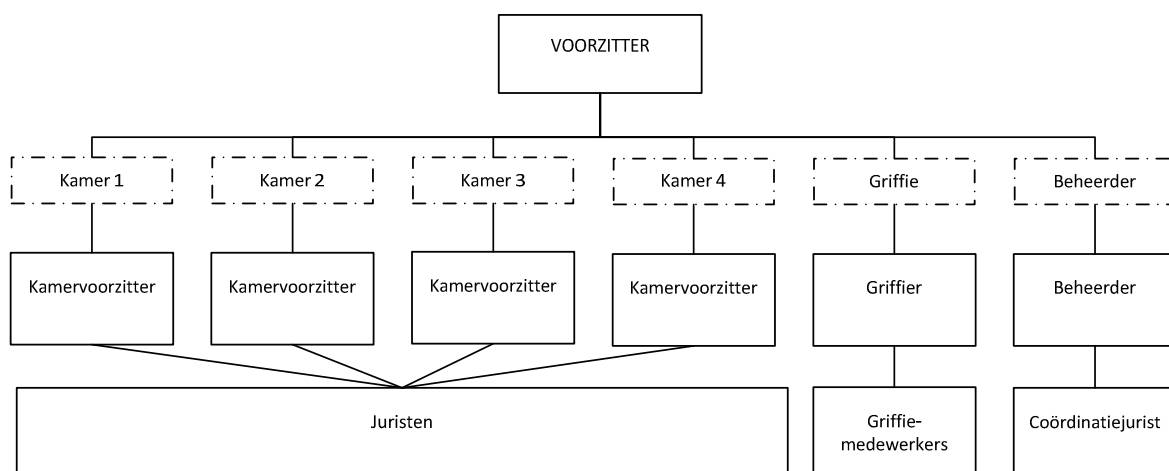 VOORZITTER
Kamer 1
Kamer 2
Kamer 3
Kamer 4
Griffie
Beheerder
Kamervoorzitter
Kamervoorzitter
Kamervoorzitter
Kamervoorzitter
Griffier
Beheerder
Juristen
Griffie-
medewerkers
Coördinatiejurist